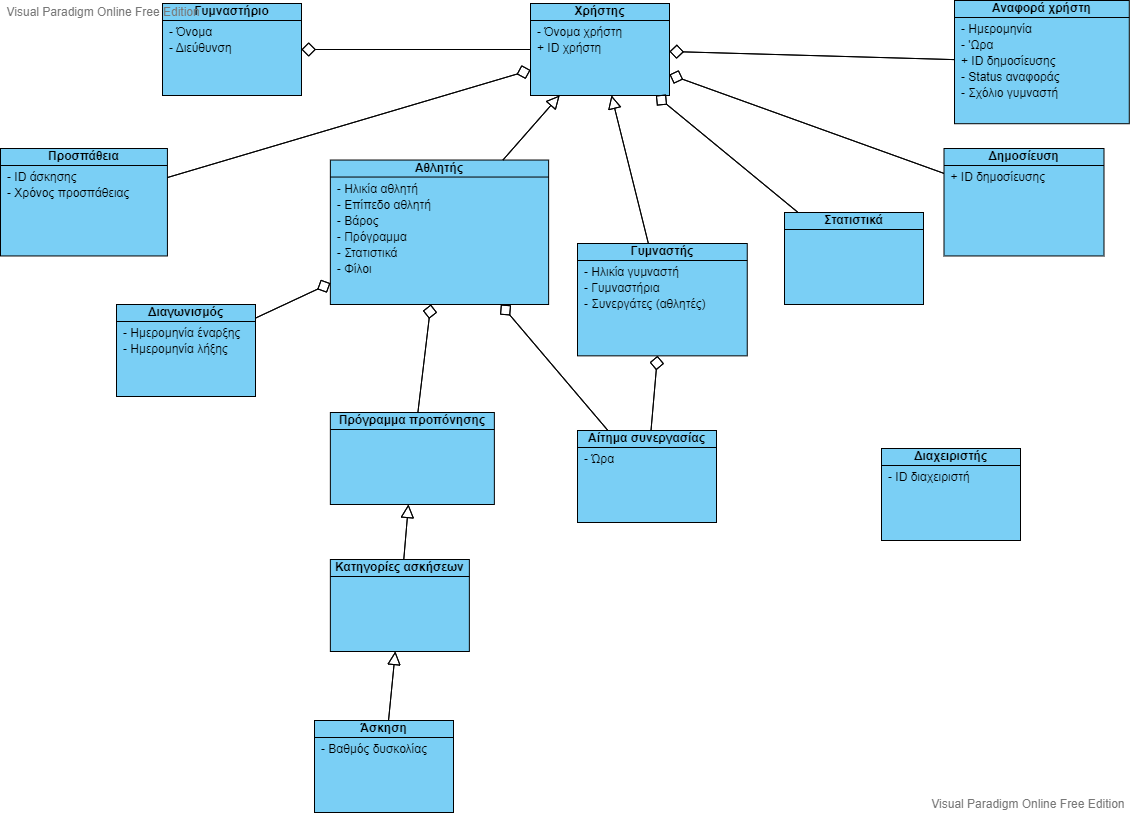 Visual Paradigm Online Free Edition
Γυμναστήριο
- Όνομα
- Διεύθυνση
Χρήστης
- Όνομα χρήστη
+ ID χρήστη
Αναφορά χρήστη
- Ημερομηνία
- 'Ωρα
+ ID δημοσίευσης
- Status αναφοράς
- Σχόλιο γυμναστή
Προσπάθεια
- ID άσκησης
- Χρόνος προσπάθειας
Αθλητής
- Ηλικία αθλητή
- Επίπεδο αθλητή
- Βάρος
- Πρόγραμμα
- Στατιστικά
- Φίλοι
Δημοσίευση
+ ID δημοσίευσης
Στατιστικά
Γυμναστής
- Ηλικία γυμναστή
- Γυμναστήρια
- Συνεργάτες (αθλητές)
Διαγωνισμός
- Ημερομηνία έναρξης
- Ημερομηνία λήξης
Πρόγραμμα προπόνησης
Αίτημα συνεργασίας
- Ώρα
Διαχειριστής
- ID διαχειριστή
Κατηγορίες ασκήσεων
Άσκηση
- Βαθμός δυσκολίας
Visual Paradigm Online Free Edition